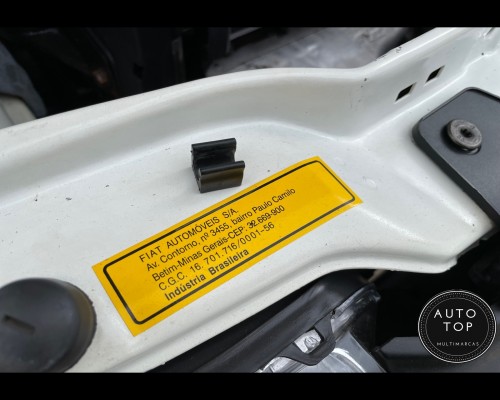 FIAT AUTOMÓVEIS S/A.
Av. Contorno, nº 3455, bairro Paulo Camilo
Betim-Minas Gerais-CEP. 32.669-900
C.G.C. 16.701.716/0001-56
Indústria Brasileira
AUTO
TOP
MULTIMARCAS